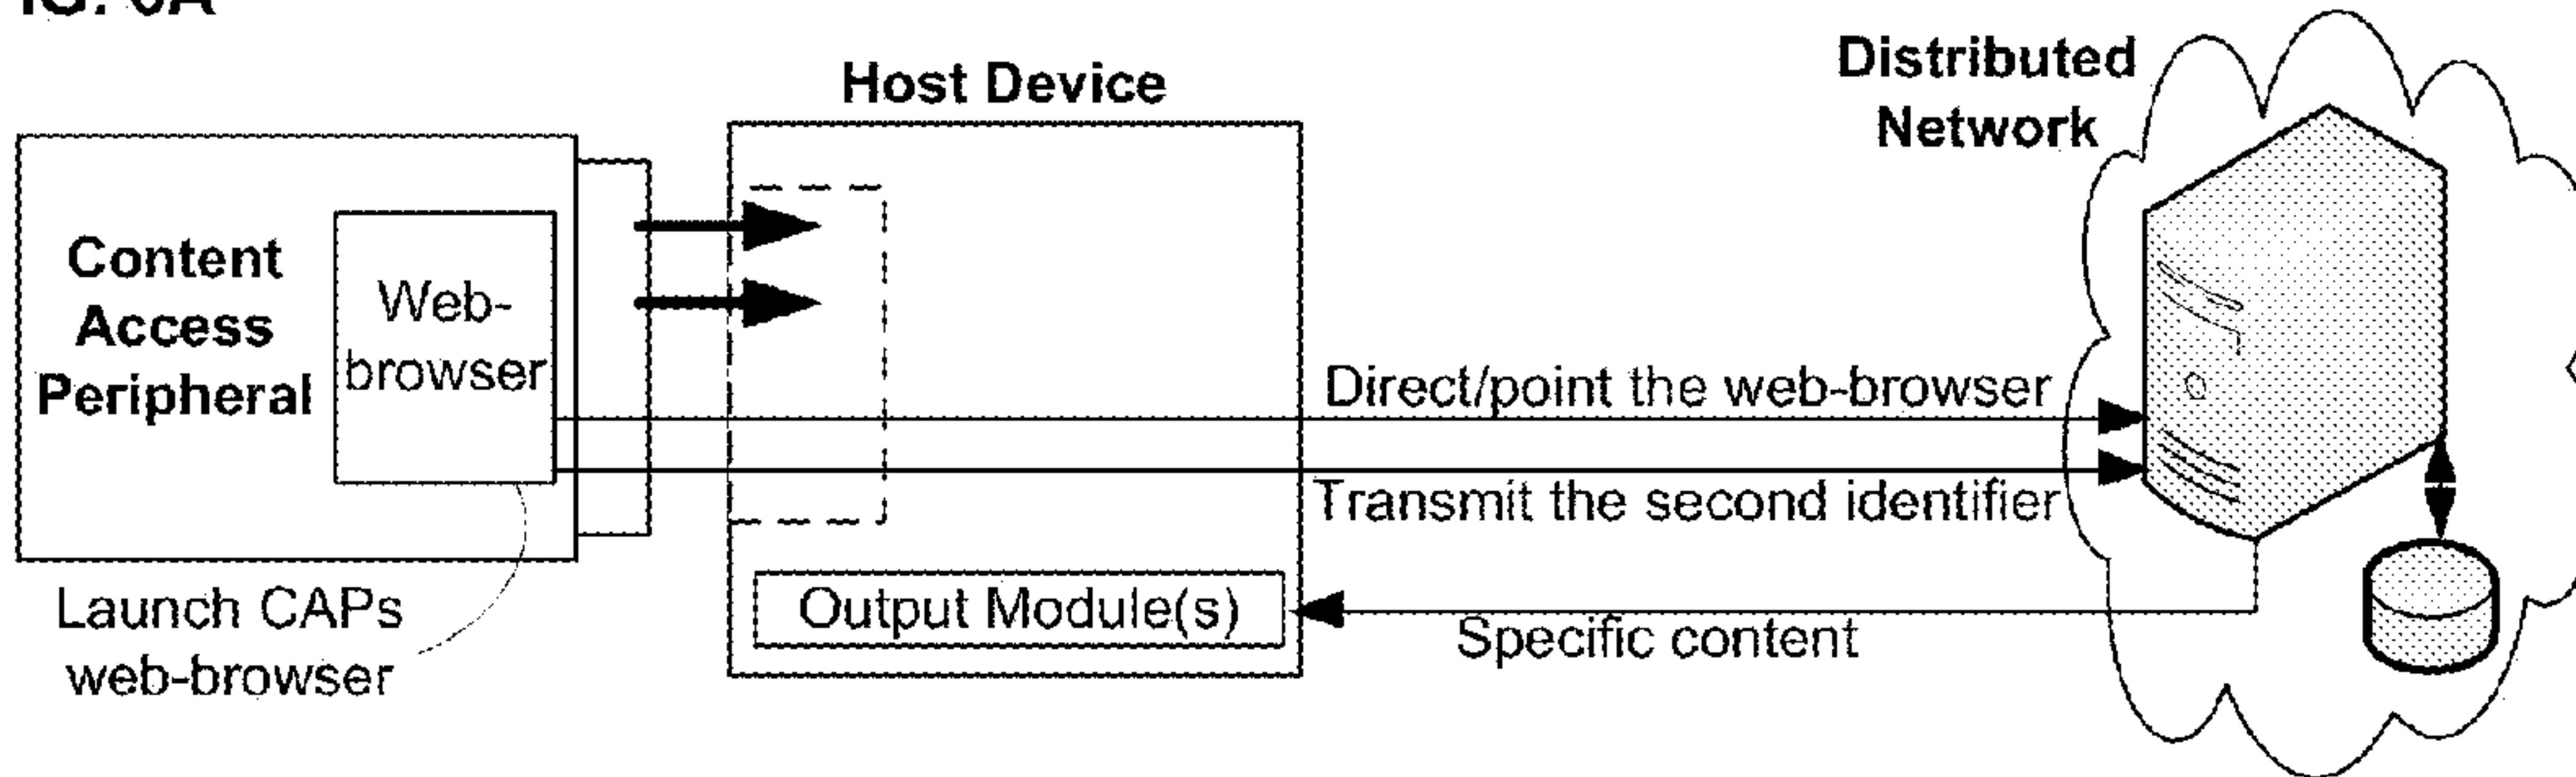 Host Device
Distributed
Network
Content
Access
Peripheral
Web-
browser
Direct/point the web-browser
Transmit the second identifier
Output Module(s)
Specific content
Launch CAPs
web-browser